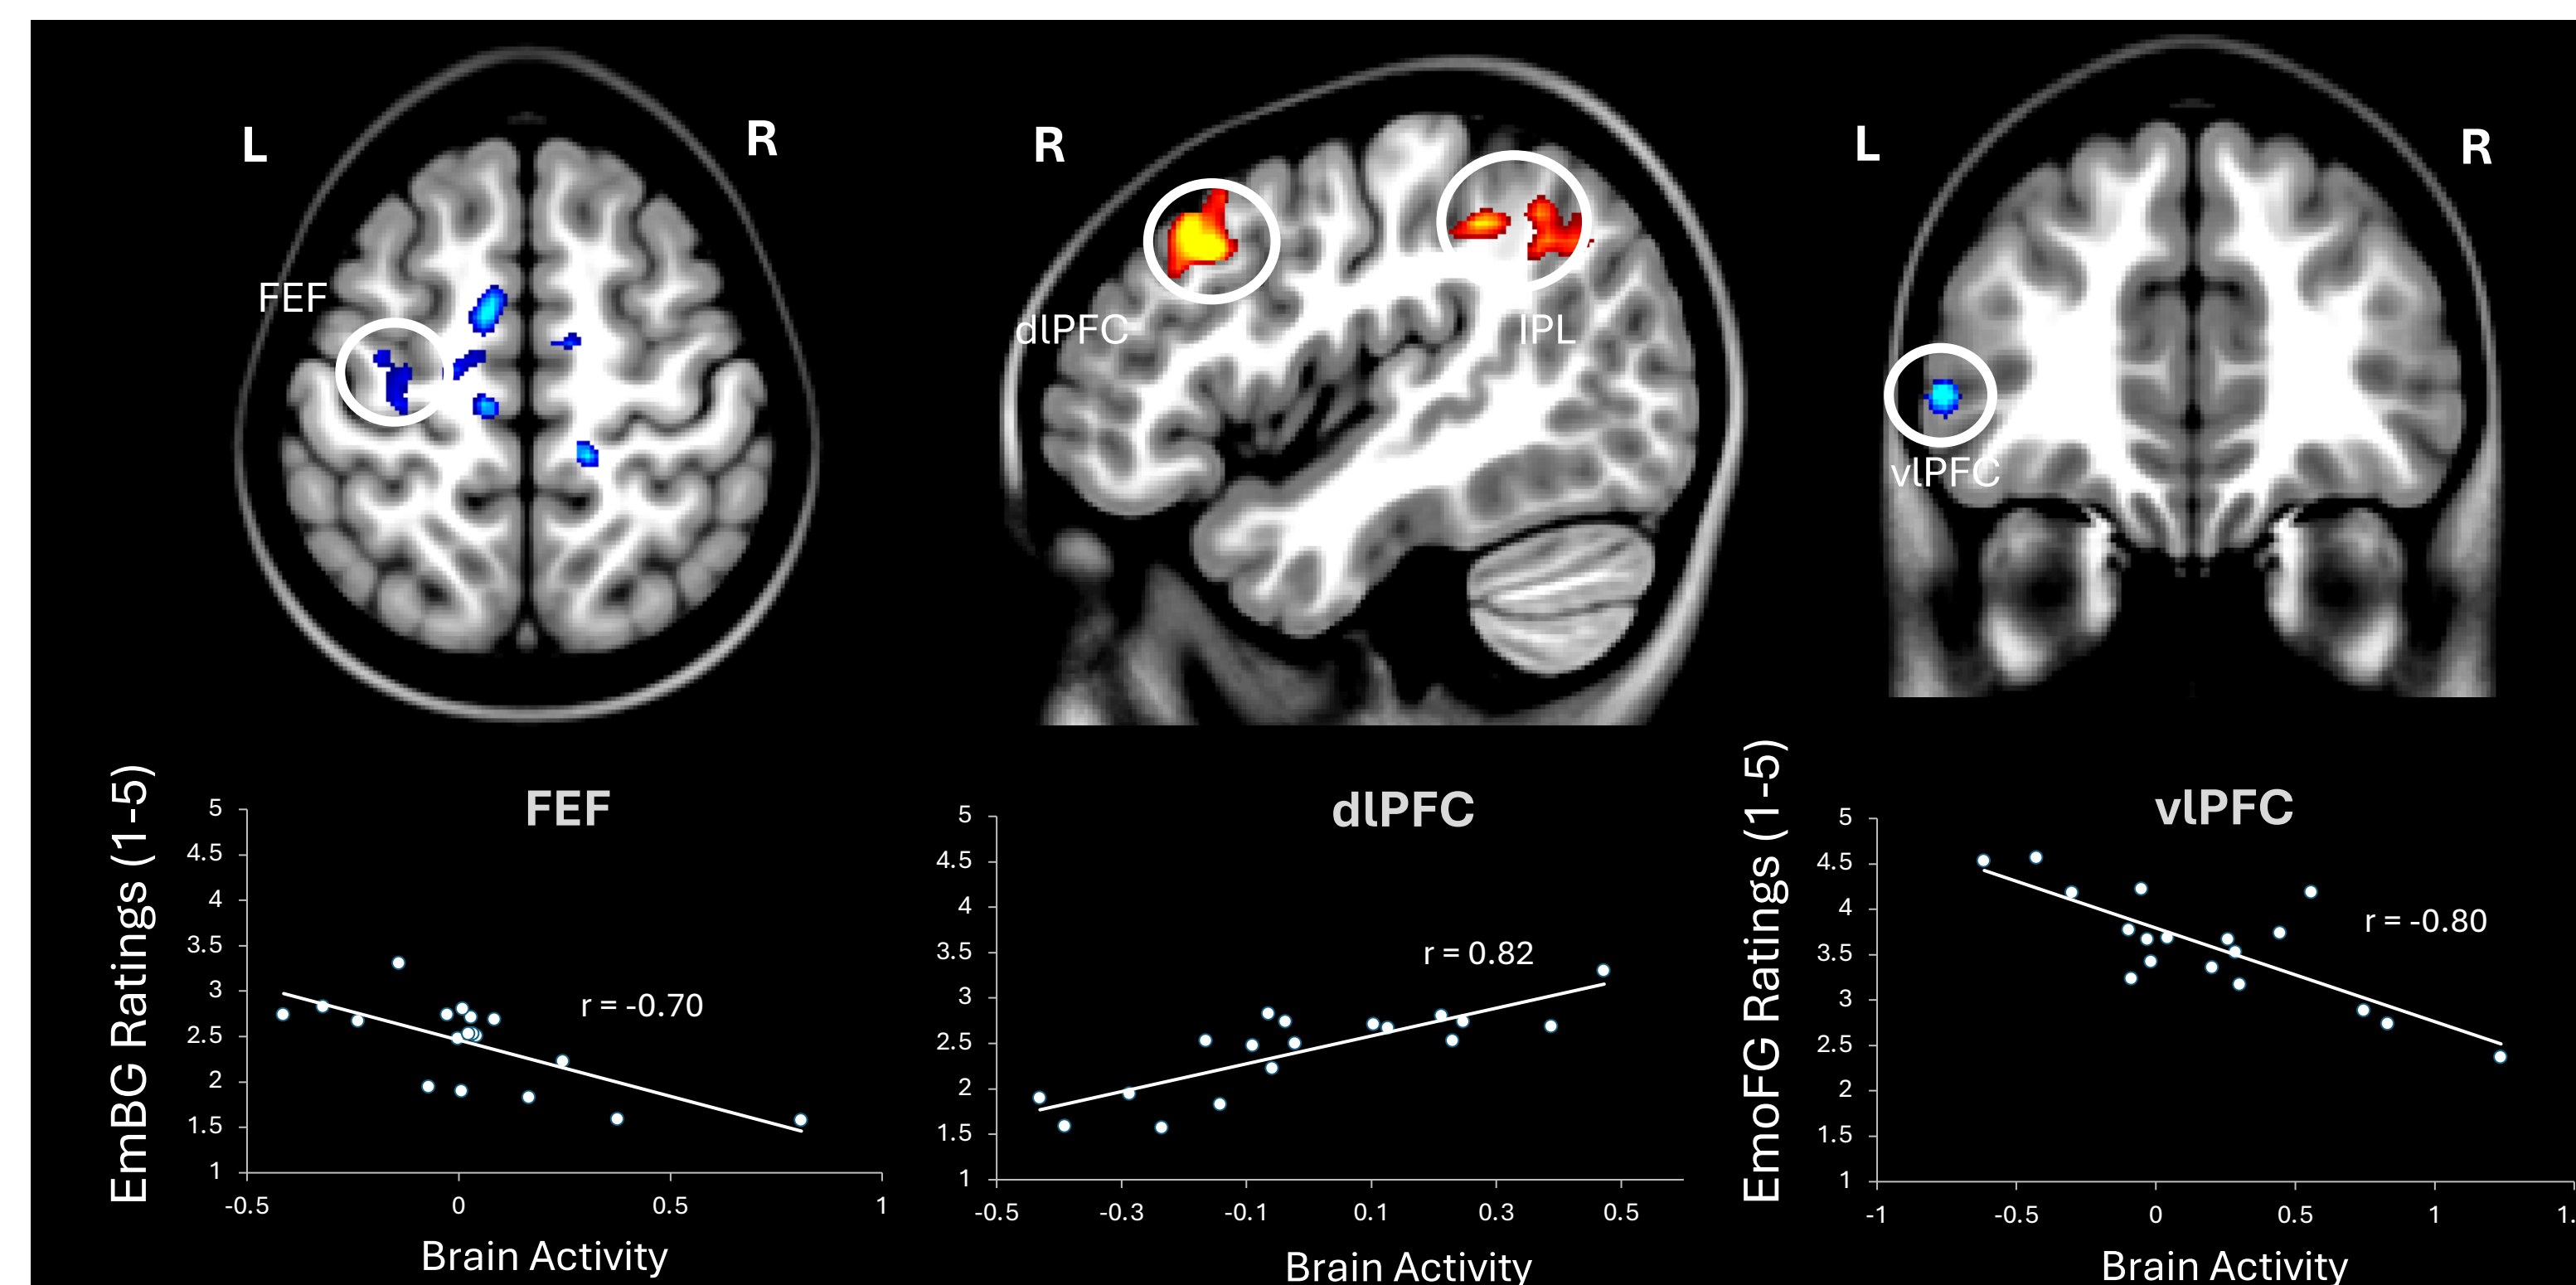 L
R
R
L
R
FEF
dlPFC
IPL
vlPFC
EmBG Ratings (1-5)
FEF
5
4.5
4
3.5
3
2.5
2
1.5
1
r = -0.70
-0.5
0
0.5
1
Brain Activity
dlPFC
5
4.5
4
3.5
3
2.5
2
1.5
1
r = 0.82
-0.5
-0.3
-0.1
0.1
0.3
0.5
Brain Activity
EmoFG Ratings (1-5)
vlPFC
5
4.5
4
3.5
3
2.5
2
1.5
1
r = -0.80
-1
-0.5
0
0.5
1
1.
Brain Activity